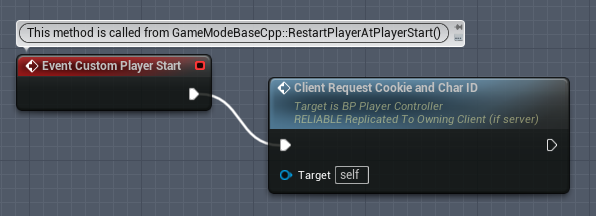 This method is called from GameModeBaseCpp::RestartPlayerAtPlayerStart()
Event Custom Player Start
Client Request Cookie and Char ID
Target is BP Player Controller
RELIABLE Replicated To Owning Client (if server)
Target self